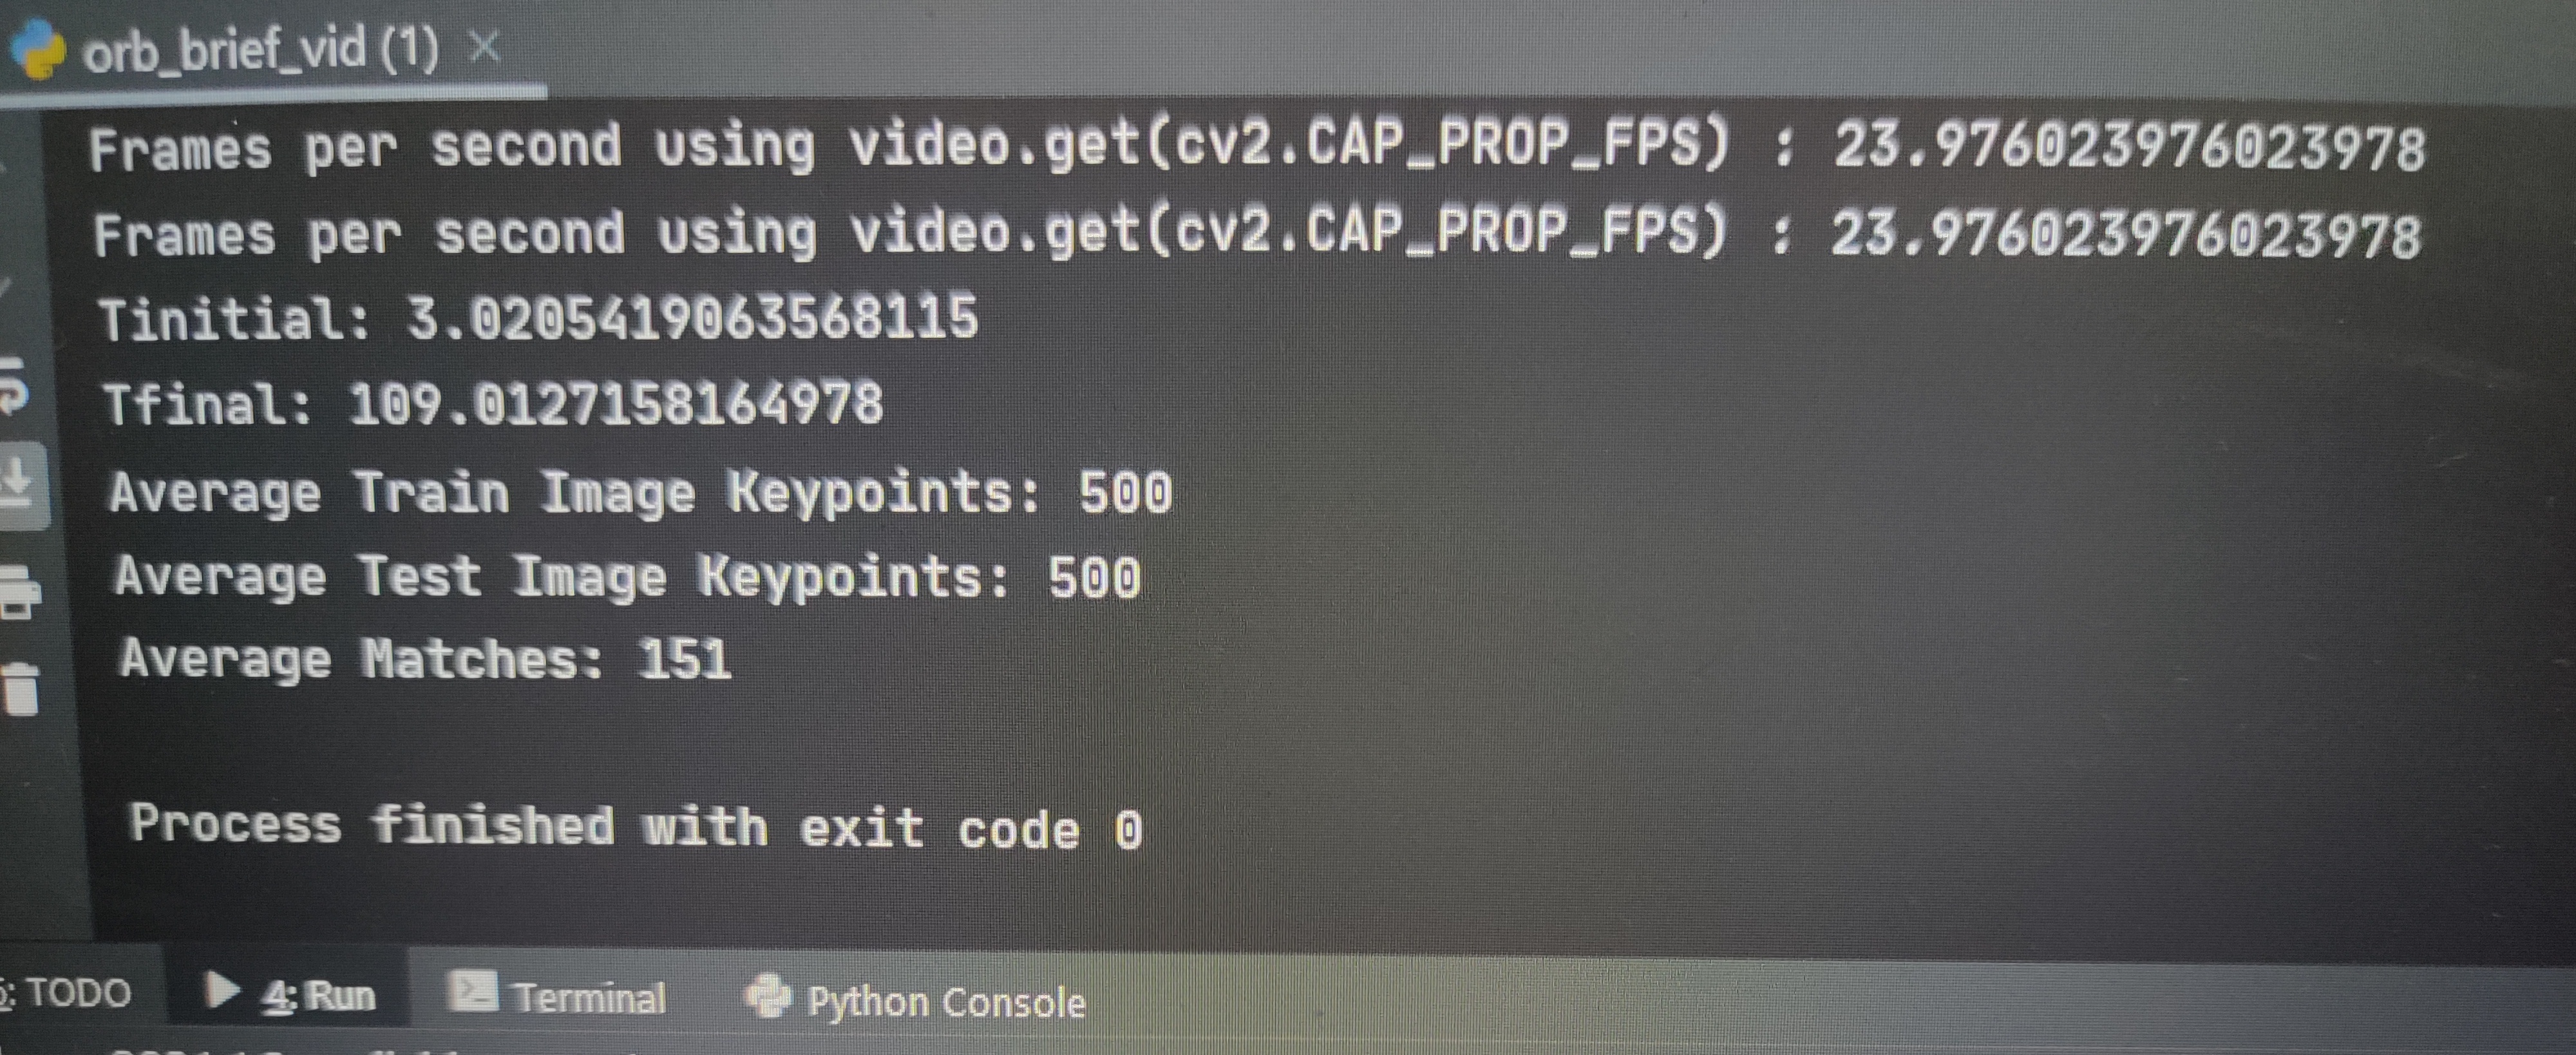 orb_brief_vid (1)
Frames per second using video.get(cv2.CAP_PROP_FPS) : 23.976023976023978
Frames per second using video.get(cv2.CAP_PROP_FPS) : 23.976023976023978
Tinitial: 3.0205419063568115
Tfinal: 109.0127158164978
Average Train Image Keypoints: 500
Average Test Image Keypoints: 500
Average Matches: 151
Process finished with exit code 0
: TODO 4: Run Terminal Python Console